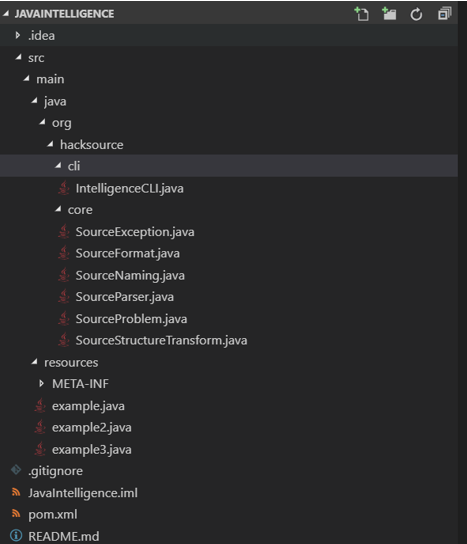 JAVAINTELLIGENCE
.idea
src
main
java
org
hacksource
cli
IntelligenceCLI.java
core
SourceException.java
SourceFormat.java
SourceNaming.java
SourceParser.java
SourceProblem.java
SourceStructureTransform.java
resources
META-INF
example.java
example2.java
example3.java
.gitignore
JavaIntelligence.iml
pom.xml
README.md